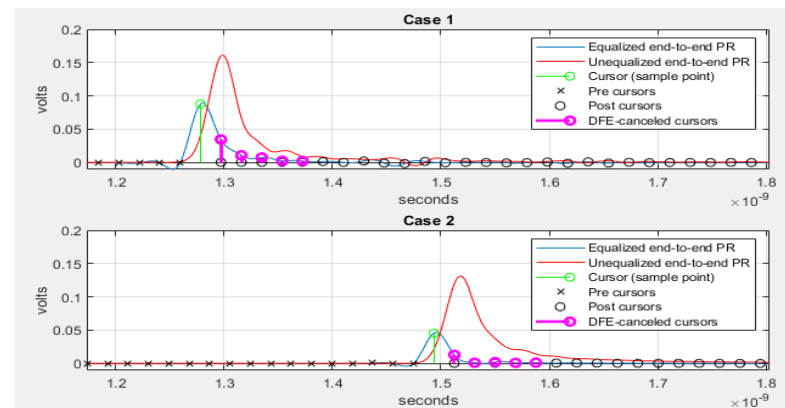 Case 1
0.2
0.15
0.1
0.05
0
volts
Equalized end-to-end PR
Unequalized end-to-end PR
Cursor (sample point)
Pre cursors
Post cursors
DFE-canceled cursors
1.2 1.3 1.4 1.5 1.6 1.7 1.8
seconds
×10⁻⁹
Case 2
0.2
0.15
0.1
0.05
0
volts
Equalized end-to-end PR
Unequalized end-to-end PR
Cursor (sample point)
Pre cursors
Post cursors
DFE-canceled cursors
1.2 1.3 1.4 1.5 1.6 1.7 1.8
seconds
×10⁻⁹